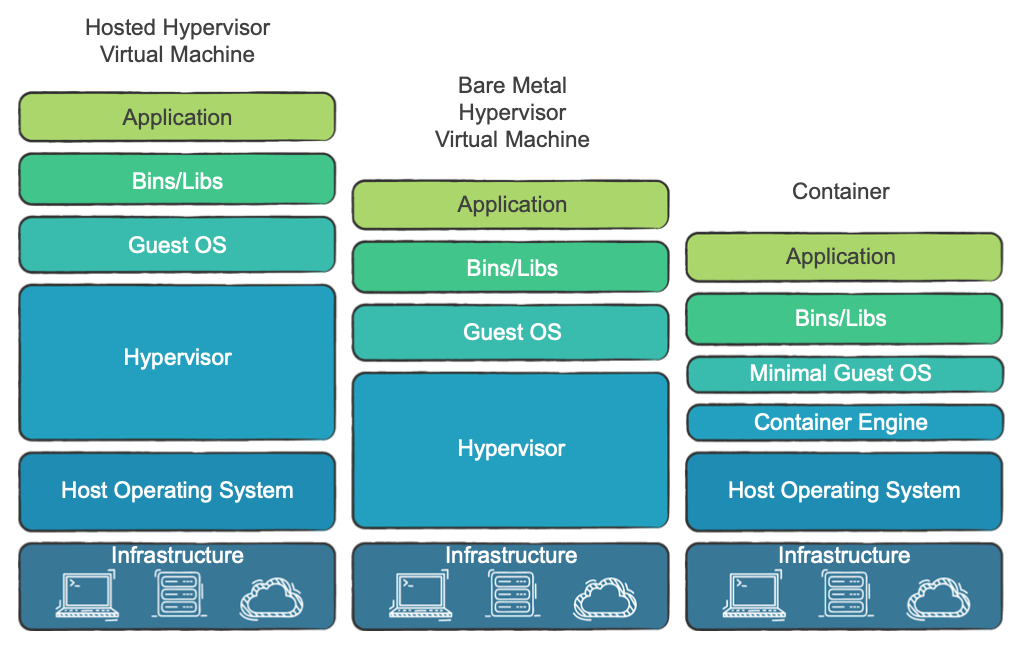 Hosted Hypervisor
Virtual Machine
Application
Bins/Libs
Guest OS
Hypervisor
Host Operating System
Infrastructure
Bare Metal
Hypervisor
Virtual Machine
Application
Bins/Libs
Guest OS
Hypervisor
Infrastructure
Container
Application
Bins/Libs
Minimal Guest OS
Container Engine
Host Operating System
Infrastructure